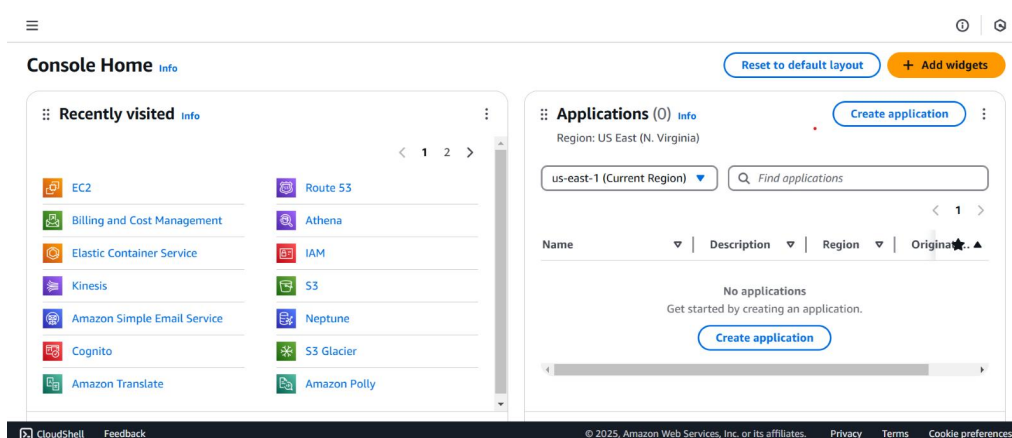 Console Home Info
Reset to default layout
+ Add widgets
Recently visited Info
1 2
EC2
Billing and Cost Management
Elastic Container Service
Kinesis
Amazon Simple Email Service
Cognito
Amazon Translate
Route 53
Athena
IAM
S3
Neptune
S3 Glacier
Amazon Polly
Applications (0) Info
Create application
Region: US East (N. Virginia)
us-east-1 (Current Region)
Find applications
1
Name Description Region
No applications
Get started by creating an application.
Create application
CloudShell Feedback
© 2025, Amazon Web Services, Inc. or its affiliates. Privacy Terms Cookie preferences